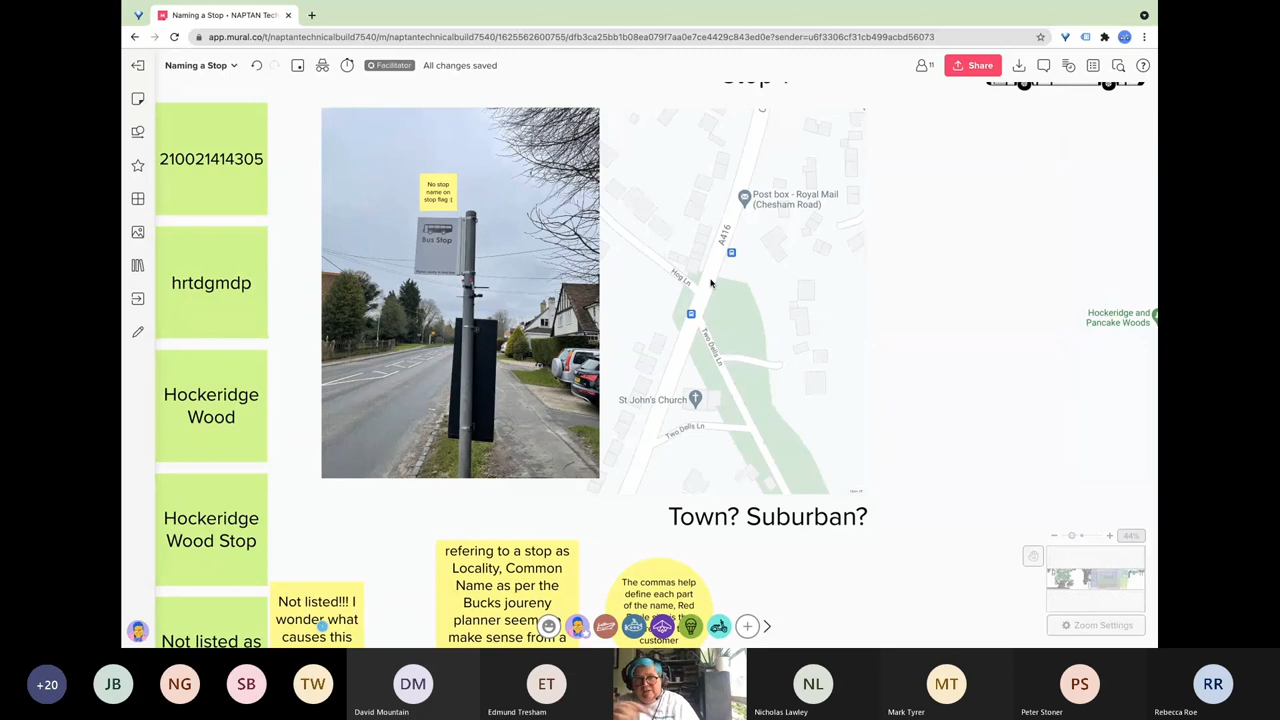 Naming a Stop • NAPTAN Tech
app.mural.co/t/naptantechnicalbuild7540/m/naptantechnicalbuild7540/1625562600755/dfb3ca25bb1b08ea079f7aa0e7ce4429c843ed0e?sender=u6f3306cf31cb499acbd56073
Naming a Stop
Facilitator
All changes saved
11
Share
210021414305
hrtdgmdp
Hockeridge
Wood
Hockeridge
Wood Stop
Not listed as
No stop
name on
stop flag :(
Bus Stop
Post box - Royal Mail
(Chesham Road)
A416
Hog Ln
Two Dells Ln
St John's Church
Two Dells Ln
Hockeridge and
Pancake Woods
Town? Suburban?
Not listed!!! I
wonder what
causes this
refering to a stop as
Locality, Common
Name as per the
Bucks joureny
planner
make sense from a
The commas help
define each part
of the name, Red
customer
44%
Zoom Settings
+20
JB
NG
SB
TW
DM
David Mountain
ET
Edmund Tresham
NL
Nicholas Lawley
MT
Mark Tyrer
PS
Peter Stoner
RR
Rebecca Roe